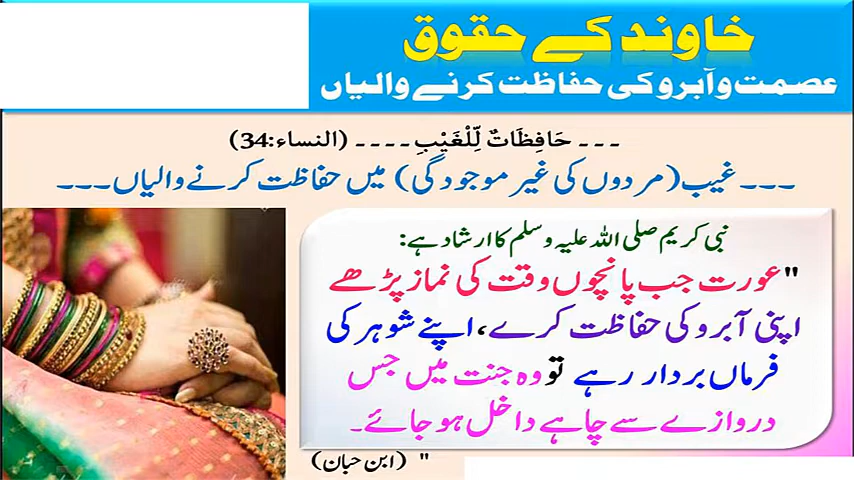 خاوند کے حقوق
عصمت و آبرو کی حفاظت کرنے والیاں
۔۔۔ حَافِظَاتٌ لِّلْغَيْبِ ۔۔۔۔ (النساء:34)
۔۔۔ غیب (مردوں کی غیر موجودگی) میں حفاظت کرنے والیاں ۔۔۔
نبی کریم صلی اللہ علیہ وسلم کا ارشاد ہے:
"عورت جب پانچوں وقت کی نماز پڑھے
اپنی آبرو کی حفاظت کرے، اپنے شوہر کی
فرماں بردار رہے تو وہ جنت میں جس
دروازے سے چاہے داخل ہو جائے۔
" (ابن حبان)